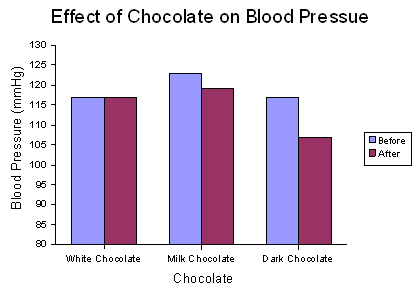 Effect of Chocolate on Blood Pressue
Blood Pressure (mmHg)
130
125
120
115
110
105
100
95
90
85
80
White Chocolate
Milk Chocolate
Dark Chocolate
Chocolate
Before
After